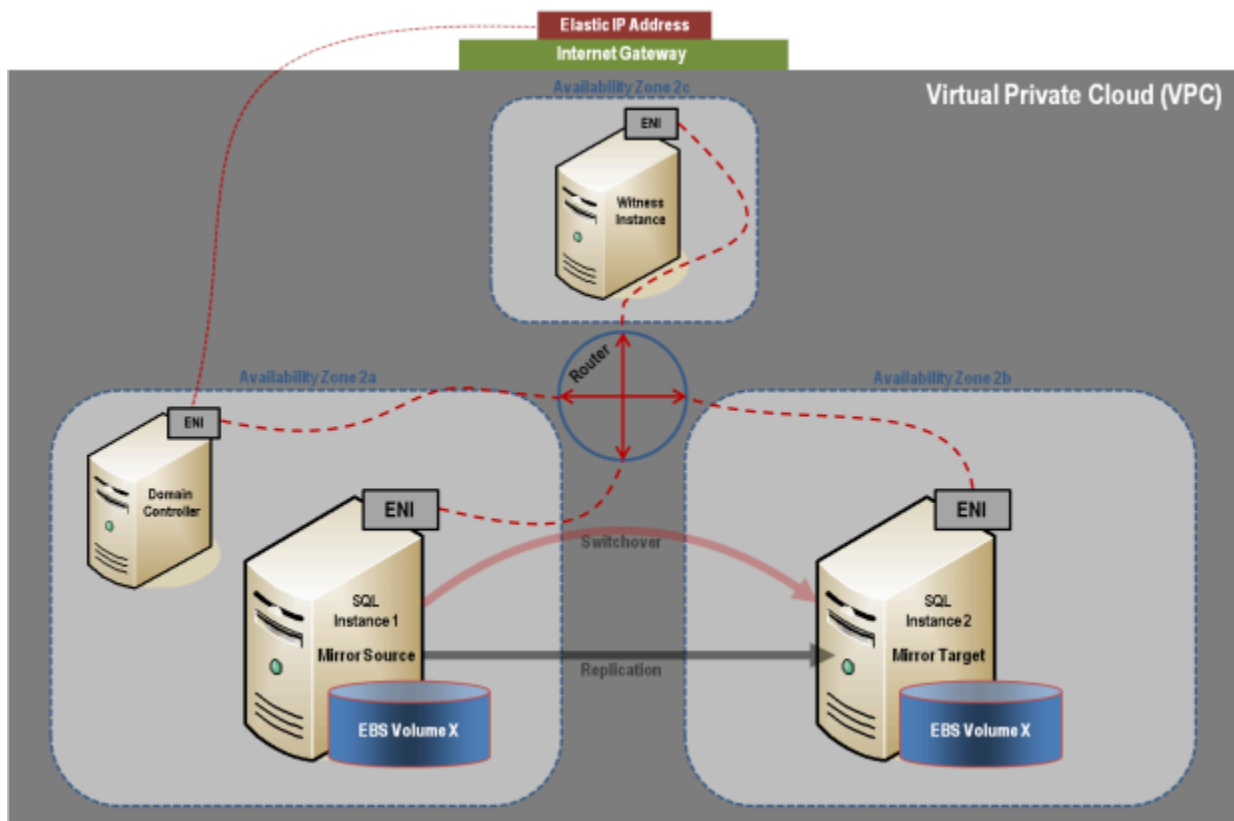 Elastic IP Address
Internet Gateway
Virtual Private Cloud (VPC)
Availability Zone 2c
ENI
Witness
Instance
Router
Availability Zone 2a
Availability Zone 2b
ENI
Domain
Controller
ENI
ENI
Switchover
SQL
Instance 1
Mirror Source
SQL
Instance 2
Mirror Target
Replication
EBS Volume X
EBS Volume X